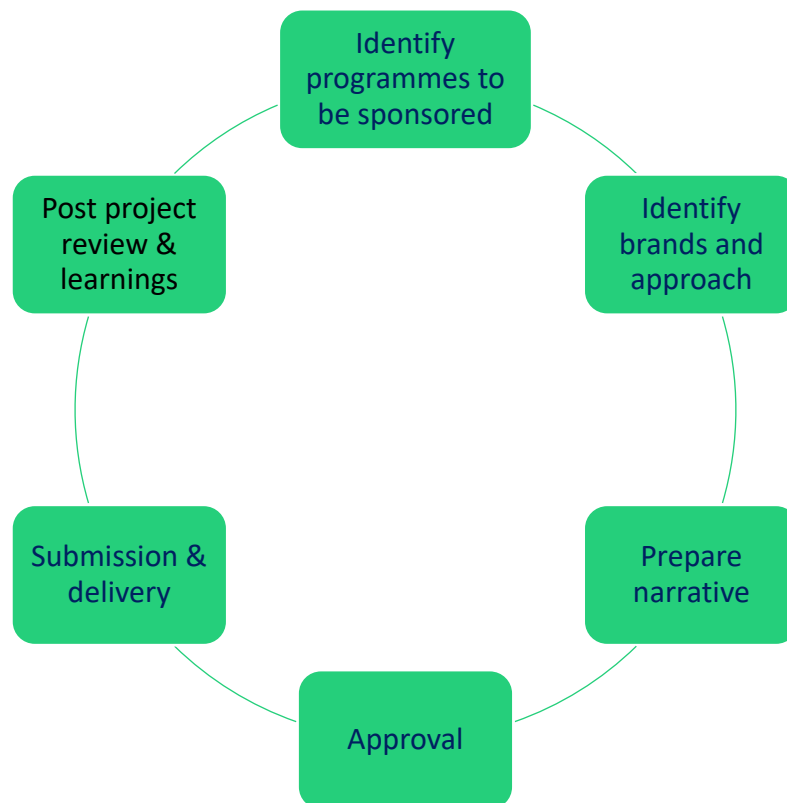 Identify
programmes to
be sponsored
Identify
brands and
approach
Prepare
narrative
Approval
Submission &
delivery
Post project
review &
learnings